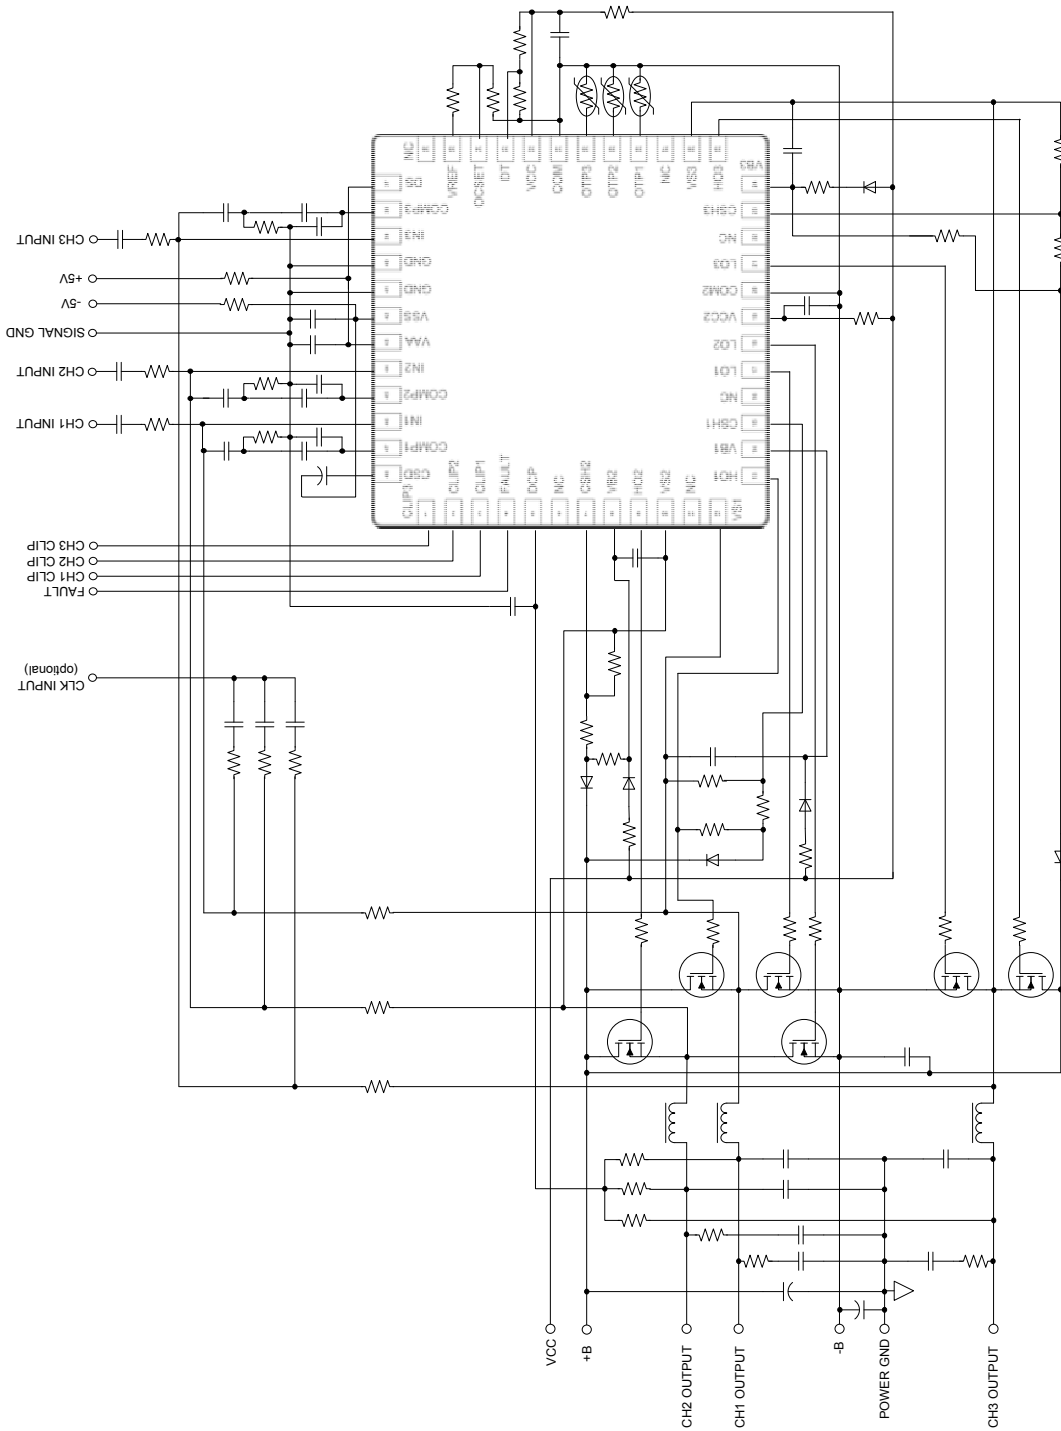 NC
VREF
OCSET
DT
VCC
COM
OTP3
OTP2
OTP1
NC
VS3
HO3
DS
COMP3
IN3
GND
GND
VSS
VAA
IN2
COMP2
IN1
COMP1
CSD
VB3
CSH3
NC
LO3
COM2
VCC2
LO2
LO1
NC
CSH1
VB1
HO1
CLIP3
CLIP2
CLIP1
FAULT
DCP
NC
CSH2
VB2
HO2
VS2
NC
VS1
CH3 INPUT
+5V
-5V
SIGNAL GND
CH2 INPUT
CH1 INPUT
CH3 CLIP
CH2 CLIP
CH1 CLIP
FAULT
CLK INPUT
(optional)
VCC
+B
CH2 OUTPUT
CH1 OUTPUT
-B
POWER GND
CH3 OUTPUT